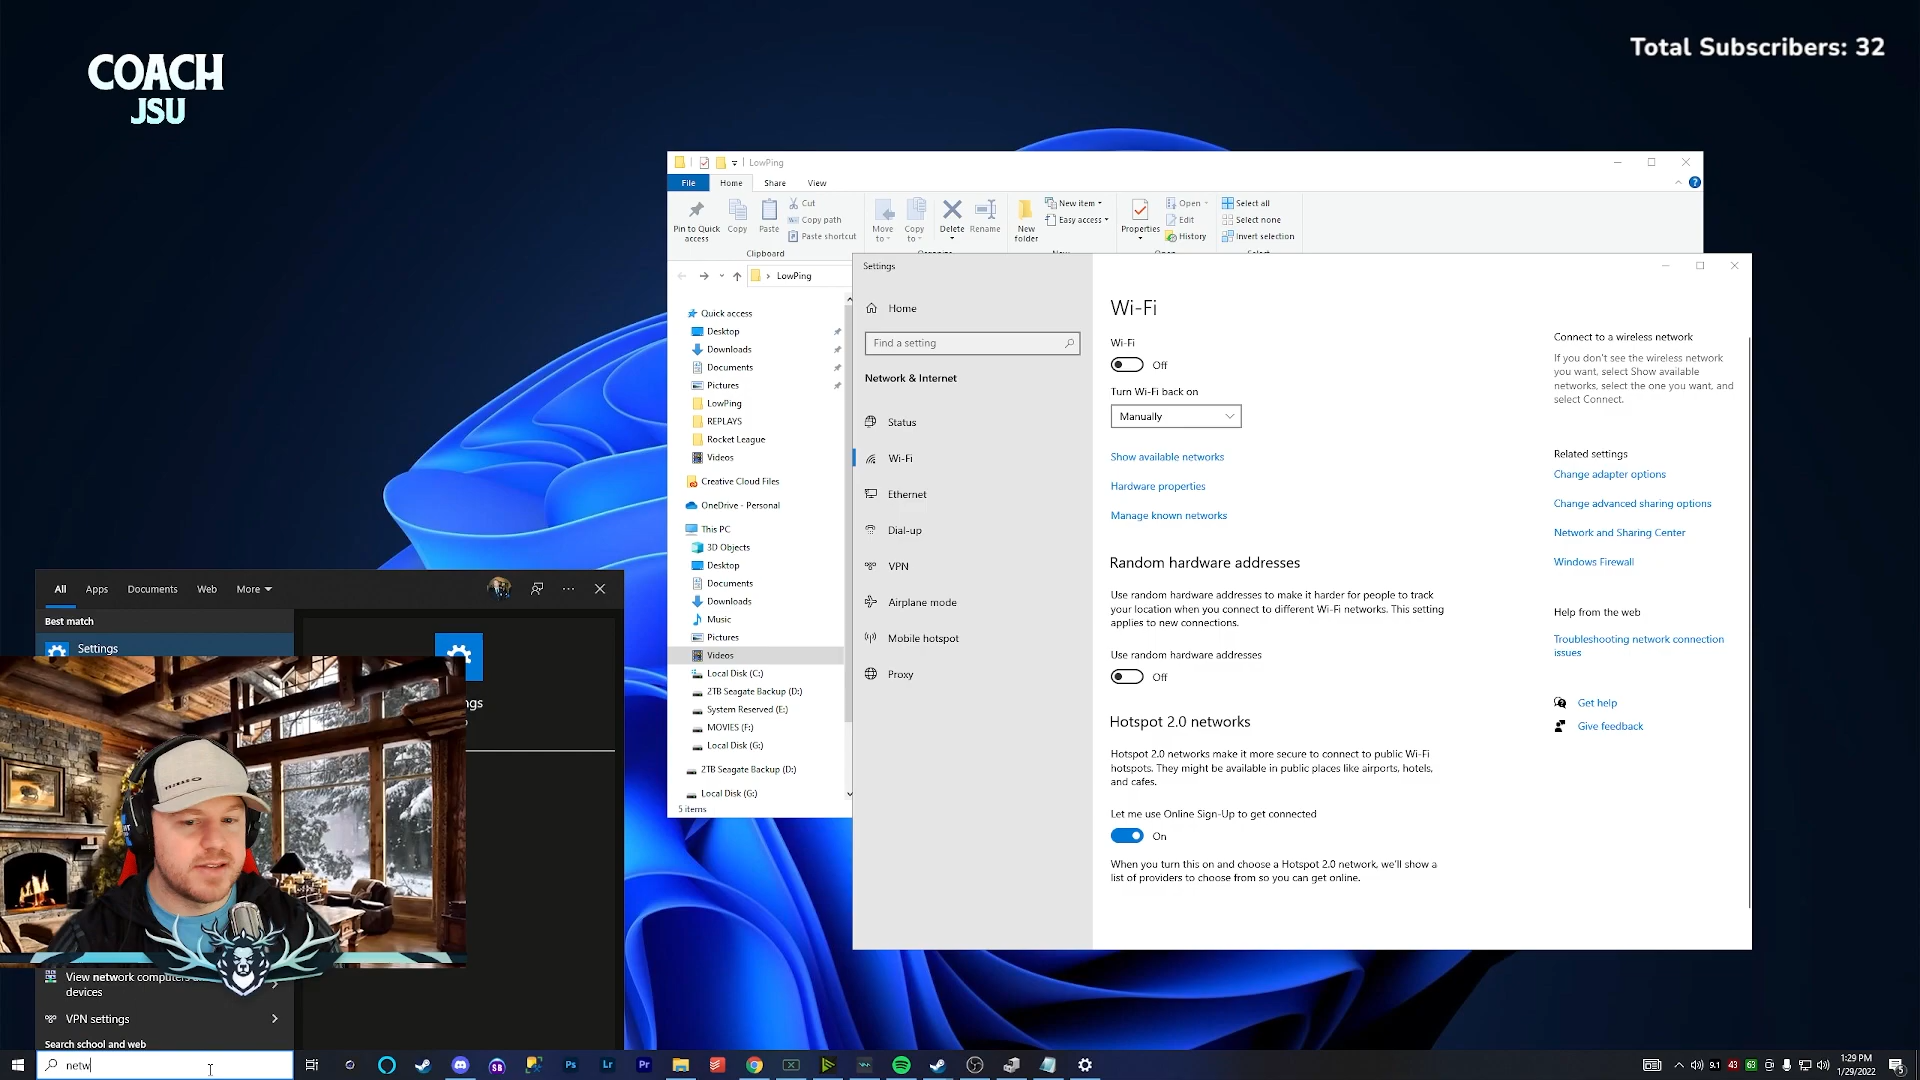 COACH
JSU
Total Subscribers: 32
LowPing
File Home Share View
Pin to Quick access
Copy
Paste
Cut
Copy path
Paste shortcut
Clipboard
Move to
Copy to
Delete
Rename
New folder
New item
Easy access
Properties
Open
Edit
History
Select all
Select none
Invert selection
LowPing
Quick access
Desktop
Downloads
Documents
Pictures
LowPing
REPLAYS
Rocket League
Videos
Creative Cloud Files
OneDrive - Personal
This PC
3D Objects
Desktop
Documents
Downloads
Music
Pictures
Videos
Local Disk (C:)
2TB Seagate Backup (D:)
System Reserved (E:)
MOVIES (F:)
Local Disk (G:)
2TB Seagate Backup (D:)
Local Disk (G:)
5 items
Settings
Home
Find a setting
Network & Internet
Status
Wi-Fi
Ethernet
Dial-up
VPN
Airplane mode
Mobile hotspot
Proxy
Wi-Fi
Wi-Fi
Off
Turn Wi-Fi back on
Manually
Show available networks
Hardware properties
Manage known networks
Random hardware addresses
Use random hardware addresses to make it harder for people to track
your location when you connect to different Wi-Fi networks. This setting
applies to new connections.
Use random hardware addresses
Off
Hotspot 2.0 networks
Hotspot 2.0 networks make it more secure to connect to public Wi-Fi
hotspots. They might be available in public places like airports, hotels,
and cafes.
Let me use Online Sign-Up to get connected
On
When you turn this on and choose a Hotspot 2.0 network, we'll show a
list of providers to choose from so you can get online.
Connect to a wireless network
If you don't see the wireless network
you want, select Show available
networks, select the one you want, and
select Connect.
Related settings
Change adapter options
Change advanced sharing options
Network and Sharing Center
Windows Firewall
Help from the web
Troubleshooting network connection
issues
Get help
Give feedback
All Apps Documents Web More
Best match
Settings
ngs
View network computers
devices
VPN settings
Search school and web
netw
SB
Ps
Lr
Pr
9.1
43
63
1:29 PM
1/29/2022
5